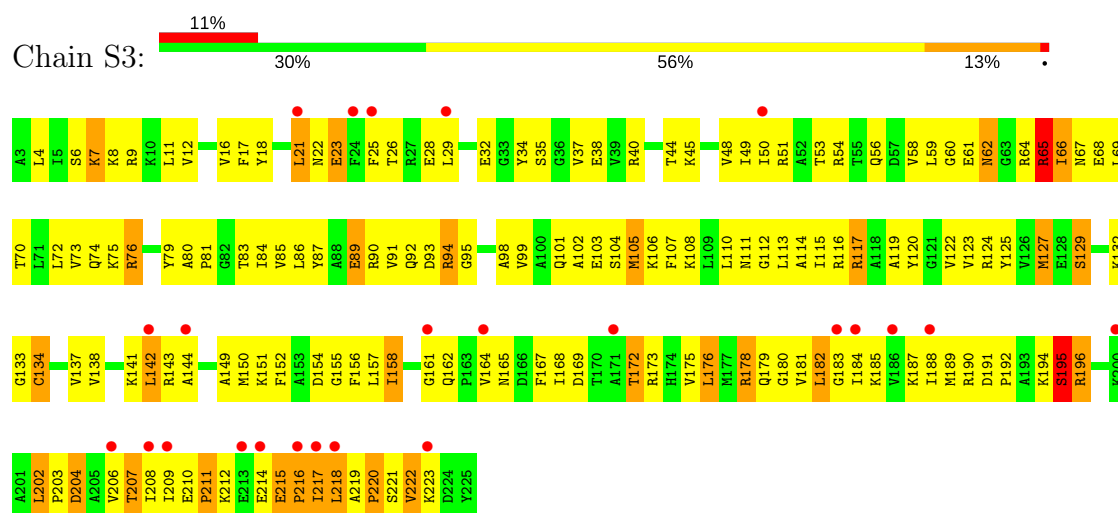 11%
Chain S3:
30% 56% 13% •
A3 L4 I5 S6 K7 K8 R9 K10 L11 V12 V16 F17 Y18 L21 N22 E23 F24 F25 T26 R27 E28 L29 E32 G33 Y34 S35 G36 V37 E38 V39 R40 T44 K45 V48 I49 I50 R51 A52 T53 R54 T55 Q56 D57 V58 L59 G60 E61 N62 G63 R64 R65 I66 N67 E68 L69
T70 L71 L72 V73 Q74 K75 R76 Y79 A80 P81 G82 T83 I84 V85 L86 Y87 A88 E89 R90 V91 Q92 D93 R94 G95 A98 V99 A100 Q101 A102 E103 S104 M105 K106 F107 K108 L109 L110 N111 G112 L113 A114 I115 R116 R117 A118 A119 Y120 G121 V122 V123 R124 Y125 V126 M127 E128 S129 K132
G133 C134 V137 V138 K141 L142 R143 A144 A149 M150 K151 F152 A153 D154 G155 F156 L157 I158 G161 Q162 P163 V164 N165 D166 F167 I168 D169 T170 A171 T172 R173 H174 V175 L176 M177 R178 Q179 G180 V181 L182 G183 I184 K185 V186 K187 I188 M189 R190 D191 P192 A193 K194 S195 R196 K200
A201 L202 P203 D204 A205 V206 T207 I208 I209 E210 P211 K212 E213 E214 E215 P216 I217 L218 A219 P220 S221 V222 K223 D224 Y225